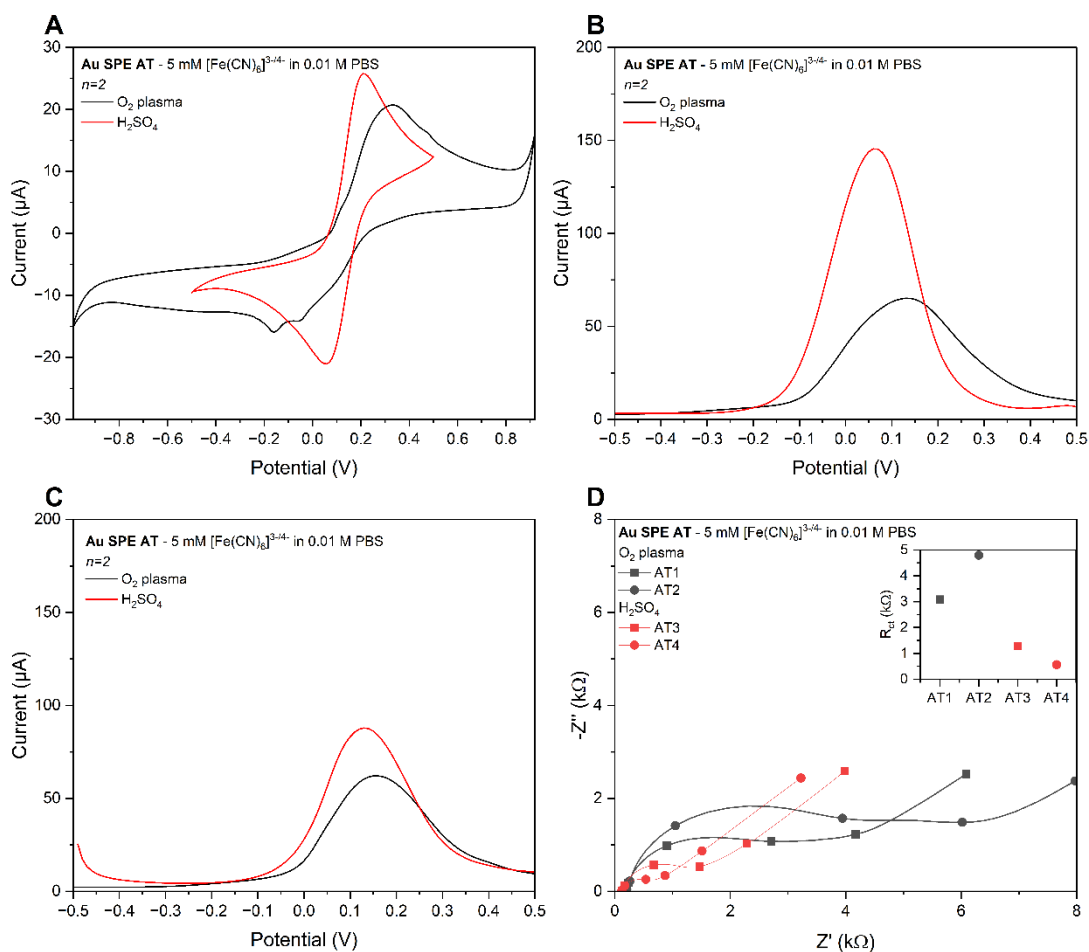 A
Au SPE AT - 5 mM [Fe(CN)6]3-/4- in 0.01 M PBS
n=2
O2 plasma
H2SO4
30
20
10
0
−10
−20
−30
Current (µA)
−0.8 −0.6 −0.4 −0.2 0.0 0.2 0.4 0.6 0.8
Potential (V)
B
Au SPE AT - 5 mM [Fe(CN)6]3-/4- in 0.01 M PBS
n=2
O2 plasma
H2SO4
200
150
100
50
0
Current (µA)
−0.5 −0.4 −0.3 −0.2 −0.1 0.0 0.1 0.2 0.3 0.4 0.5
Potential (V)
C
Au SPE AT - 5 mM [Fe(CN)6]3-/4- in 0.01 M PBS
n=2
O2 plasma
H2SO4
200
150
100
50
0
Current (µA)
−0.5 −0.4 −0.3 −0.2 −0.1 0.0 0.1 0.2 0.3 0.4 0.5
Potential (V)
D
Au SPE AT - 5 mM [Fe(CN)6]3-/4- in 0.01 M PBS
O2 plasma
AT1
AT2
H2SO4
AT3
AT4
8
6
4
2
0
-Z'' (kΩ)
0 2 4 6 8
Z' (kΩ)
5
4
3
2
1
0
Rct (kΩ)
AT1 AT2 AT3 AT4